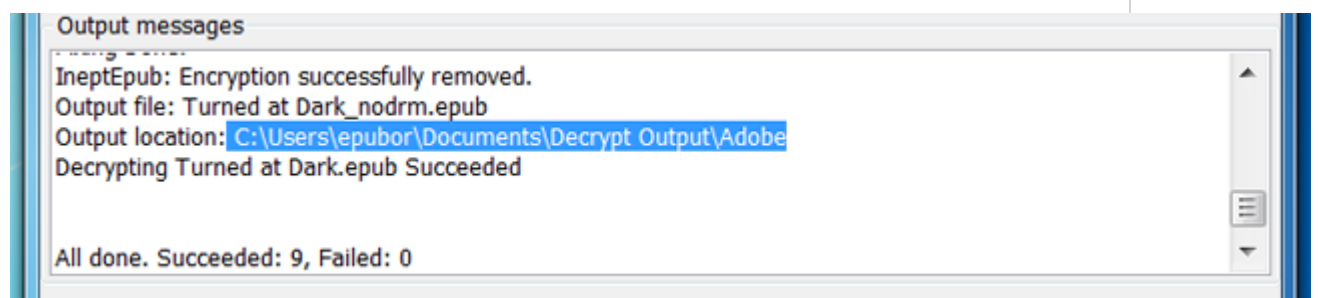 Output messages
IneptEpub: Encryption successfully removed.
Output file: Turned at Dark_nodrm.epub
Output location: C:\Users\epubor\Documents\Decrypt Output\Adobe
Decrypting Turned at Dark.epub Succeeded
All done. Succeeded: 9, Failed: 0